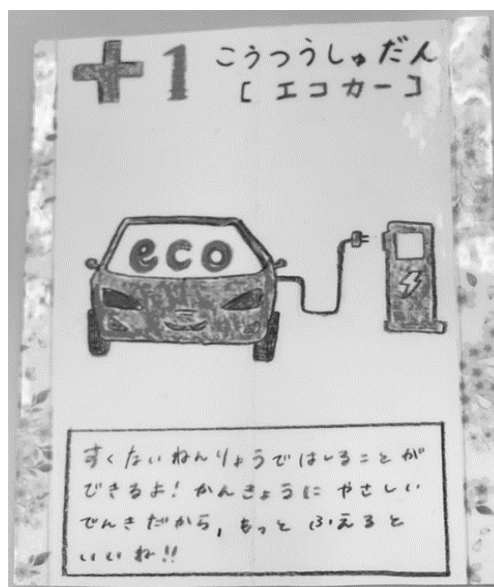 +1 こうつうしゅだん
[エコカー]
eco
すくないねんりょうではしることが
できるよ! かんきょうに やさしい
でんきだから, もっと ふえると
いいね!!